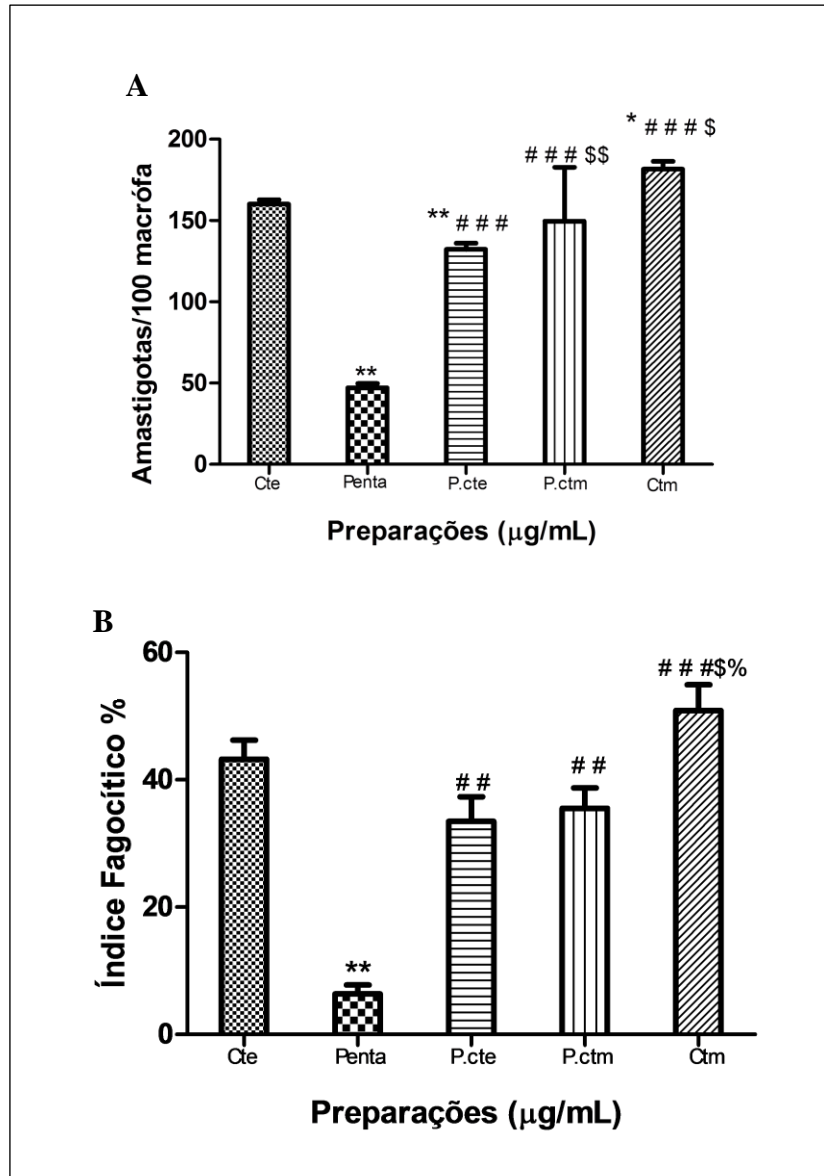 A
Amastigotas/100 macrófa
200
150
100
50
0
**
** # # #
# # # $$
* # # # $
Cte Penta P.cte P.ctm Ctm
Preparações (μg/mL)
B
Índice Fagocítico %
60
40
20
0
**
# #
# #
# # #$%
Cte Penta P.cte P.ctm Ctm
Preparações (μg/mL)